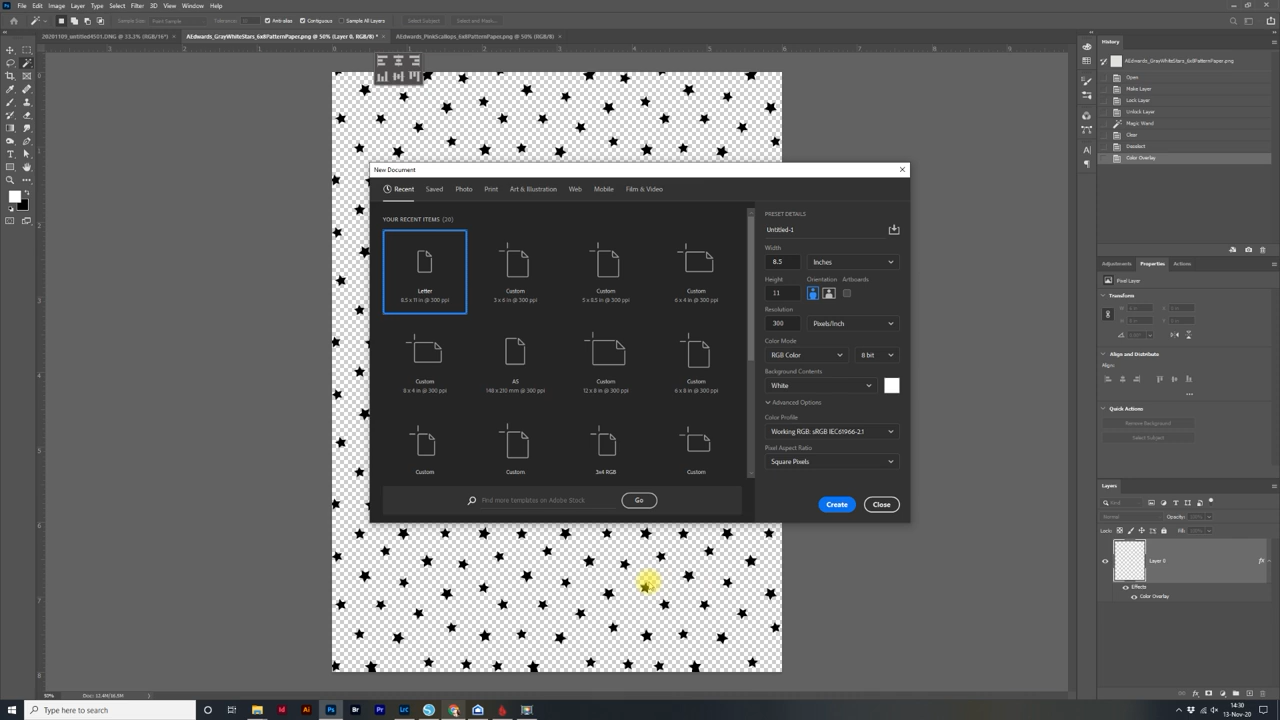 File Edit Image Layer Type Select Filter 3D View Window Help
Sample Size: Point Sample Tolerance: Anti-alias Contiguous Sample All Layers Select Subject Select and Mask...
20201109_untitled4501.DNG @ 33.3% (RGB/16*) × AEdwards_GrayWhiteStars_6x8PatternPaper.png @ 50% (Layer 0, RGB/8) * × AEdwards_PinkScallops_6x8PatternPaper.png @ 50% (RGB/8) ×
History
AEdwards_GrayWhiteStars_6x8PatternPaper.png
Open
Make Layer
Lock Layer
Unlock Layer
Magic Wand
Clear
Deselect
Color Overlay
New Document
Recent Saved Photo Print Art & Illustration Web Mobile Film & Video
YOUR RECENT ITEMS (20)
Letter
8.5 x 11 in @ 300 ppi
Custom
5 x 6 in @ 300 ppi
Custom
5 x 8.5 in @ 300 ppi
Custom
6 x 4 in @ 300 ppi
Custom
8 x 4 in @ 300 ppi
A5
148 x 210 mm @ 300 ppi
Custom
12 x 8 in @ 300 ppi
Custom
6 x 8 in @ 300 ppi
Custom
Custom
3x4 RGB
Custom
Find more templates on Adobe Stock
Go
PRESET DETAILS
Untitled-1
Width
8.5 Inches
Height Orientation Artboards
11
Resolution
300 Pixels/Inch
Color Mode
RGB Color 8 bit
Background Contents
White
Advanced Options
Color Profile
Working RGB: sRGB IEC61966-2.1
Pixel Aspect Ratio
Square Pixels
Create Close
Adjustments Properties Actions
Pixel Layer
Transform
Align and Distribute
Align:
Quick Actions
Remove Background
Select Subject
Layers
Kind
Normal Opacity: 100%
Lock: Fill: 100%
Layer 0 fx
Effects
Color Overlay
50% Doc: 12.4M/16.5M
Type here to search
14:30
13-Nov-20